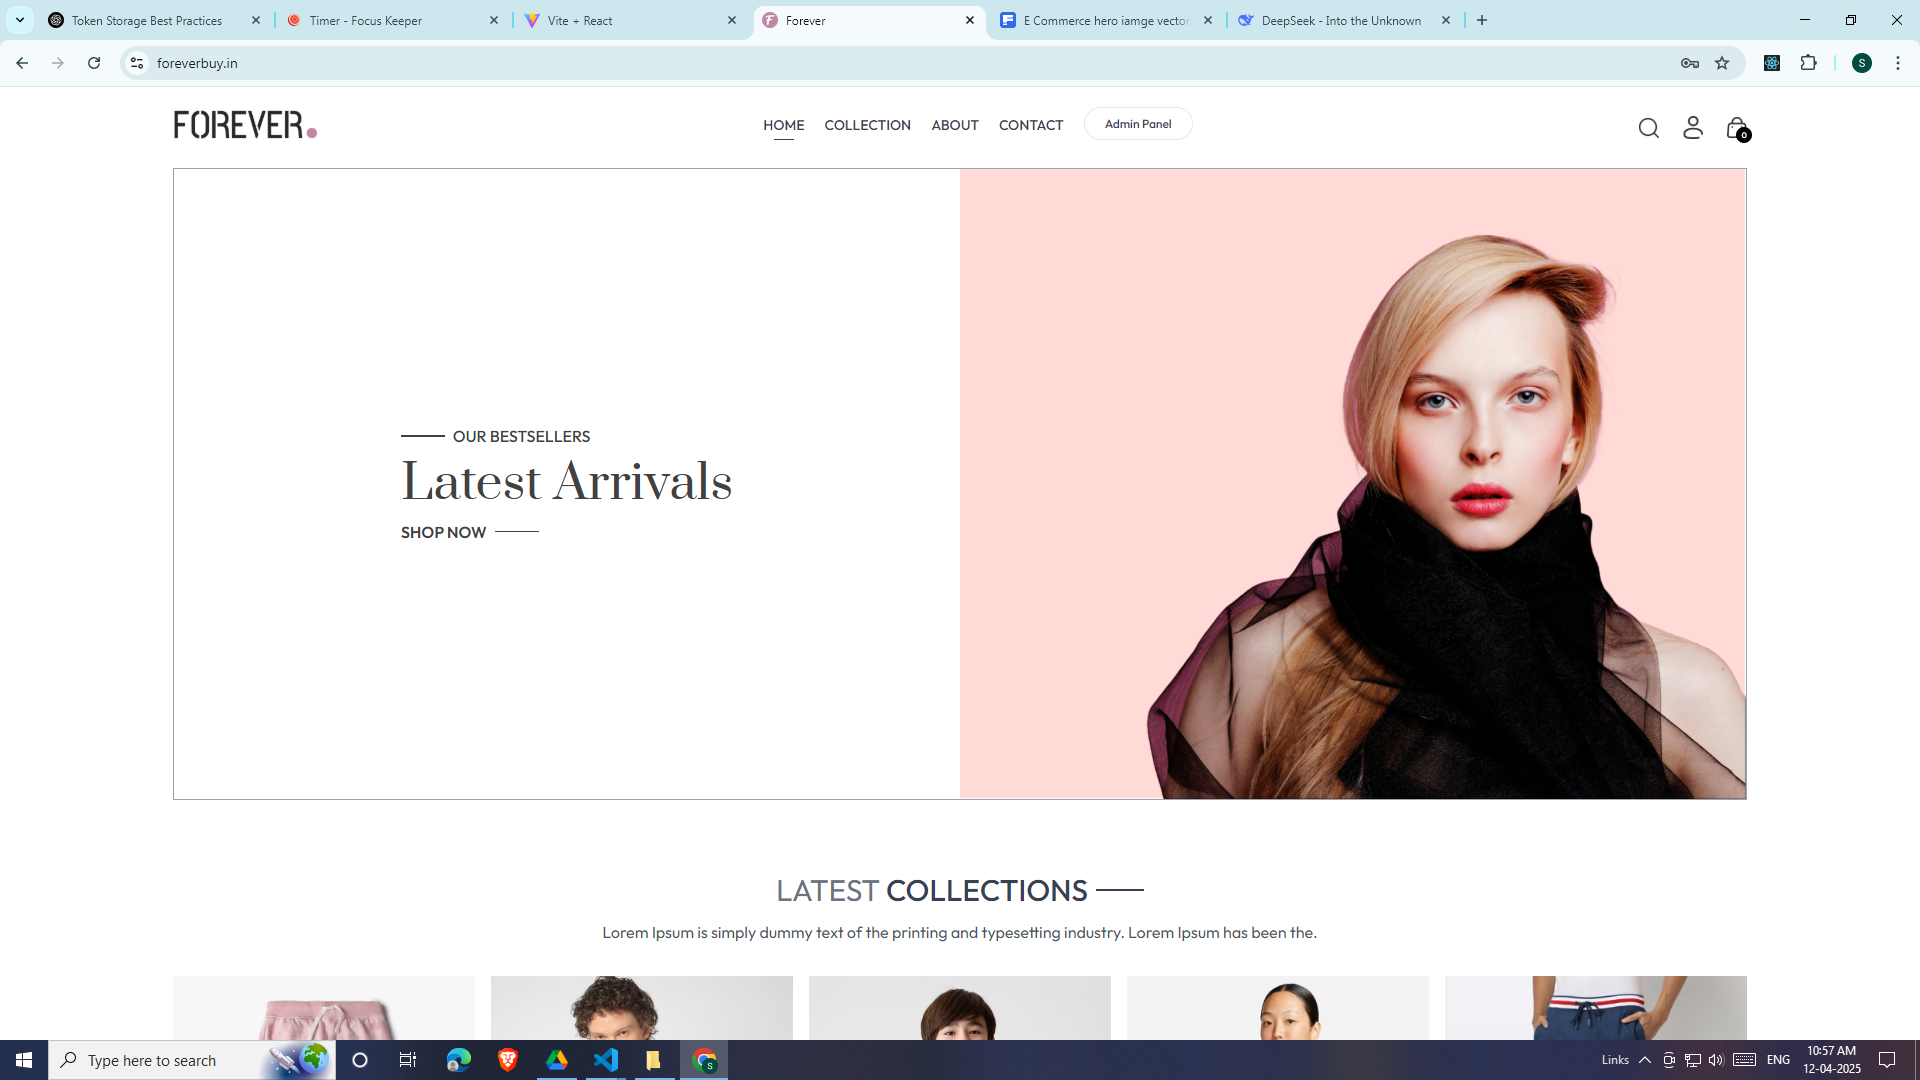 Token Storage Best Practices
Timer - Focus Keeper
Vite + React
Forever
E Commerce hero iamge vector
DeepSeek - Into the Unknown
foreverbuy.in
S
FOREVER.
HOME
COLLECTION
ABOUT
CONTACT
Admin Panel
0
OUR BESTSELLERS
Latest Arrivals
SHOP NOW
LATEST COLLECTIONS
Lorem Ipsum is simply dummy text of the printing and typesetting industry. Lorem Ipsum has been the.
Type here to search
S
Links
ENG
10:57 AM
12-04-2025